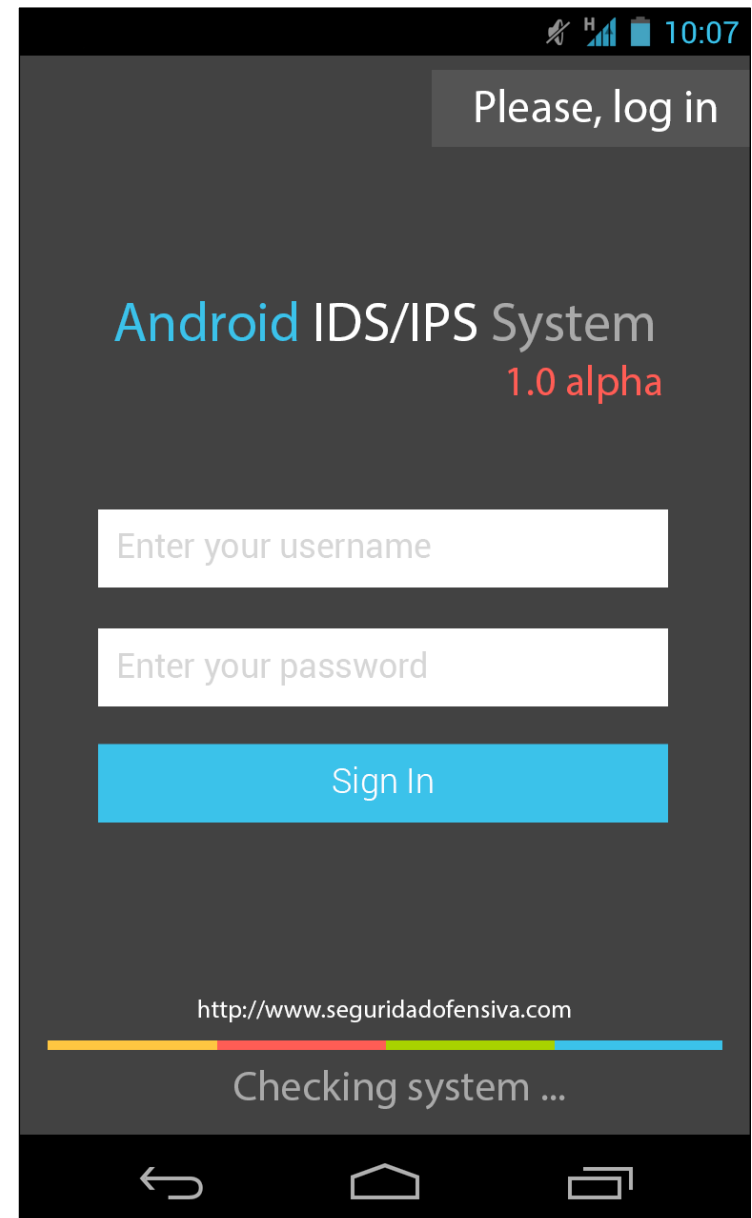 H 10:07
Please, log in
Android IDS/IPS System
1.0 alpha
Enter your username
Enter your password
Sign In
http://www.seguridadofensiva.com
Checking system ...